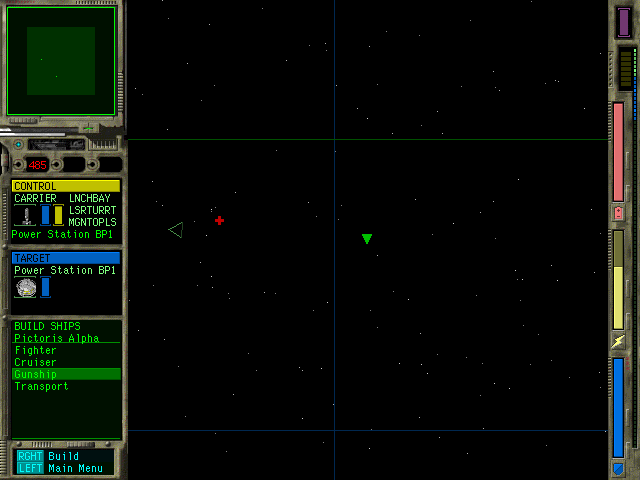 485
CONTROL
CARRIER LNCHBAY
LSRTURRT
MGNTOPLS
Power Station BP1
TARGET
Power Station BP1
BUILD SHIPS
Pictoris Alpha
Fighter
Cruiser
Gunship
Transport
RGHT Build
LEFT Main Menu